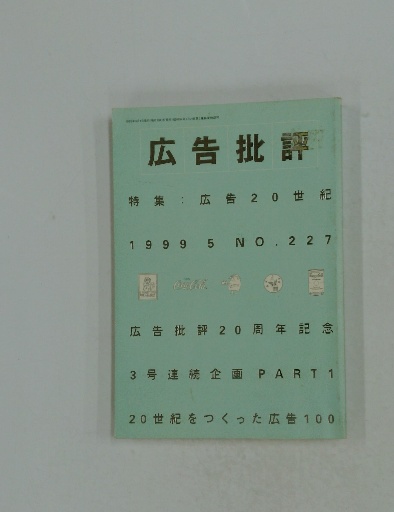 広告批評
特集:広告20世紀
1999 5 NO.227
広告批評20周年記念
3号連続企画 PART1
20世紀をつくった広告100